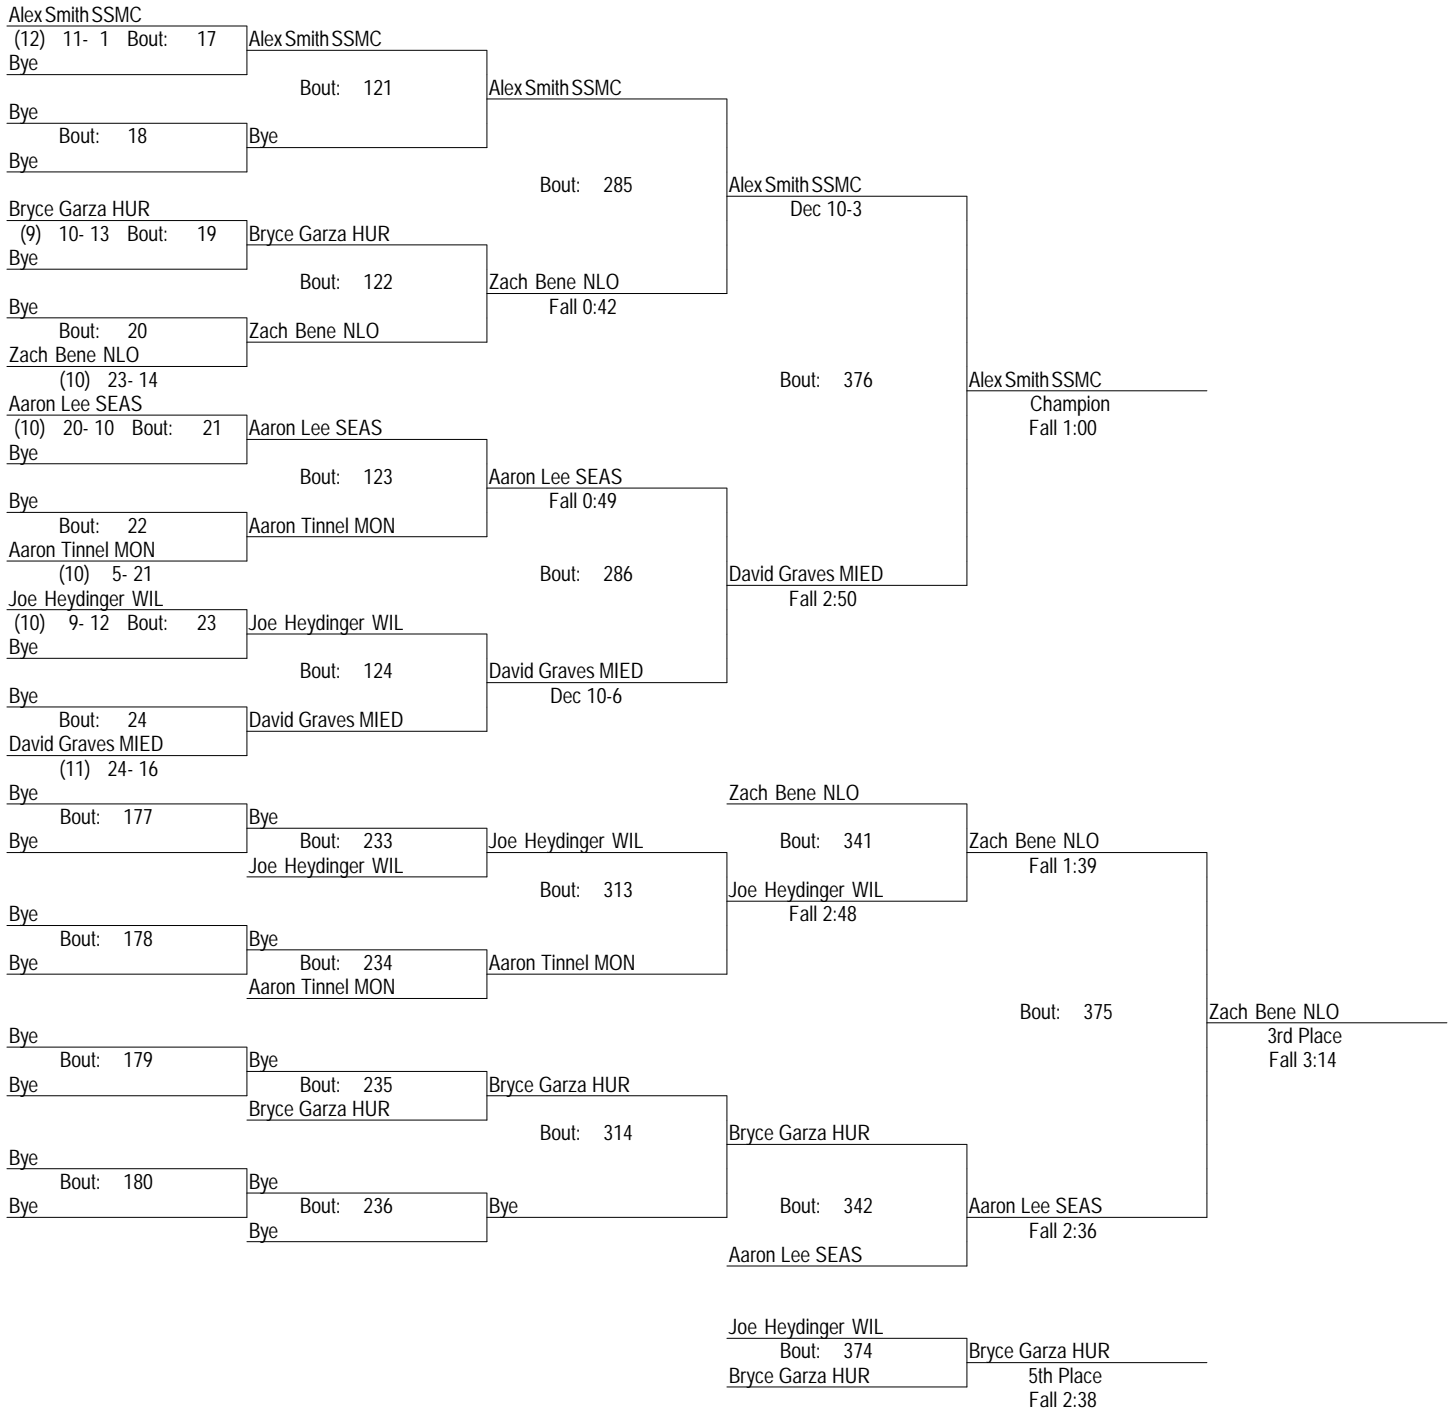 Alex Smith SSMC
(12) 11- 1 Bout: 17 Alex Smith SSMC
Bye
Bout: 121 Alex Smith SSMC
Bye
Bout: 18 Bye
Bye
Bout: 285 Alex Smith SSMC
Bryce Garza HUR Dec 10-3
(9) 10- 13 Bout: 19 Bryce Garza HUR
Bye
Bout: 122 Zach Bene NLO
Bye Fall 0:42
Bout: 20 Zach Bene NLO
Zach Bene NLO
(10) 23- 14 Bout: 376 Alex Smith SSMC
Aaron Lee SEAS Champion
(10) 20- 10 Bout: 21 Aaron Lee SEAS Fall 1:00
Bye
Bout: 123 Aaron Lee SEAS
Bye Fall 0:49
Bout: 22 Aaron Tinnel MON
Aaron Tinnel MON
(10) 5- 21 Bout: 286 David Graves MIED
Joe Heydinger WIL Fall 2:50
(10) 9- 12 Bout: 23 Joe Heydinger WIL
Bye
Bout: 124 David Graves MIED
Bye Dec 10-6
Bout: 24 David Graves MIED
David Graves MIED
(11) 24- 16
Bye Zach Bene NLO
Bout: 177 Bye
Bye Bout: 233 Joe Heydinger WIL Bout: 341 Zach Bene NLO
Joe Heydinger WIL Fall 1:39
Bout: 313 Joe Heydinger WIL
Bye Fall 2:48
Bout: 178 Bye
Bye Bout: 234 Aaron Tinnel MON
Aaron Tinnel MON
Bout: 375 Zach Bene NLO
Bye 3rd Place
Bout: 179 Bye Fall 3:14
Bye Bout: 235 Bryce Garza HUR
Bryce Garza HUR
Bout: 314 Bryce Garza HUR
Bye
Bout: 180 Bye
Bye Bout: 236 Bye Bout: 342 Aaron Lee SEAS
Bye Fall 2:36
Aaron Lee SEAS
Joe Heydinger WIL
Bout: 374 Bryce Garza HUR
Bryce Garza HUR 5th Place
Fall 2:38